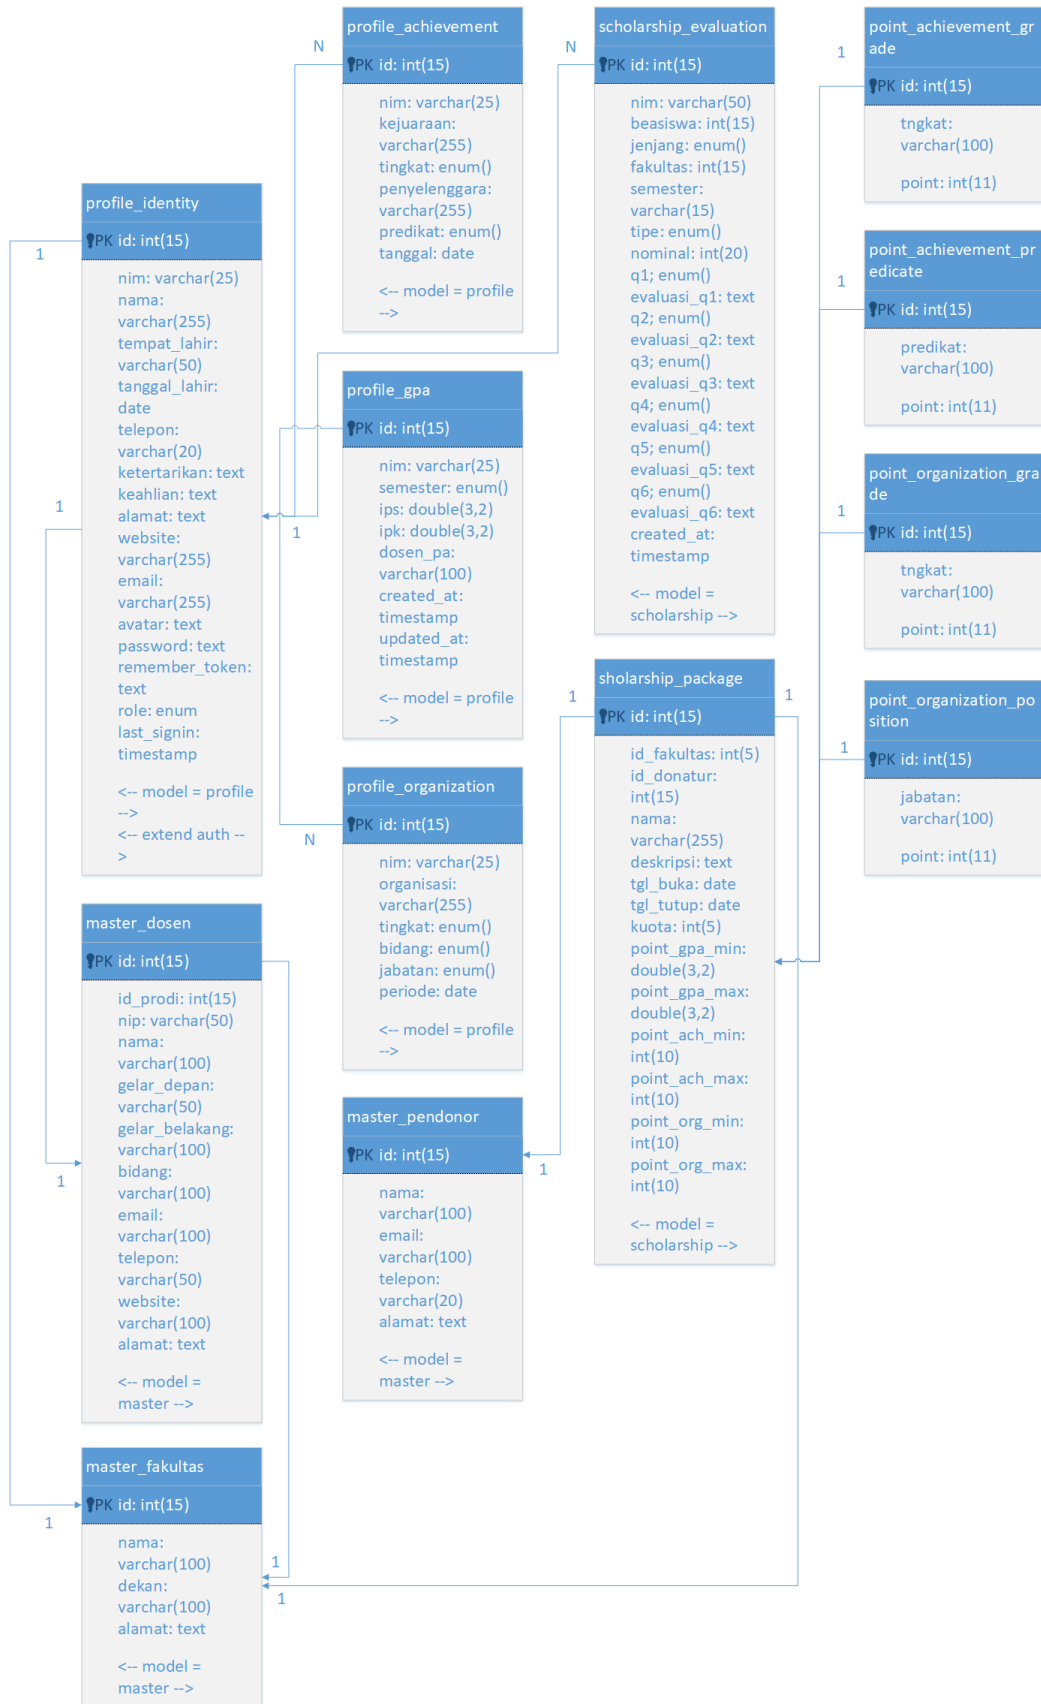 profile_achievement
PK id: int(15)
nim: varchar(25)
kejuaraan:
varchar(255)
tingkat: enum()
penyelenggara:
varchar(255)
predikat: enum()
tanggal: date
<-- model = profile
-->
N
scholarship_evaluation
PK id: int(15)
nim: varchar(50)
beasiswa: int(15)
jenjang: enum()
fakultas: int(15)
semester:
varchar(15)
tipe: enum()
nominal: int(20)
q1; enum()
evaluasi_q1: text
q2; enum()
evaluasi_q2: text
q3; enum()
evaluasi_q3: text
q4; enum()
evaluasi_q4: text
q5; enum()
evaluasi_q5: text
q6; enum()
evaluasi_q6: text
created_at:
timestamp
<-- model =
scholarship -->
N
point_achievement_gr
ade
PK id: int(15)
tngkat:
varchar(100)
point: int(11)
1
profile_identity
PK id: int(15)
nim: varchar(25)
nama:
varchar(255)
tempat_lahir:
varchar(50)
tanggal_lahir:
date
telepon:
varchar(20)
ketertarikan: text
keahlian: text
alamat: text
website:
varchar(255)
email:
varchar(255)
avatar: text
password: text
remember_token:
text
role: enum
last_signin:
timestamp
<-- model = profile
-->
<-- extend auth --
>
1
1
1
point_achievement_pr
edicate
PK id: int(15)
predikat:
varchar(100)
point: int(11)
1
profile_gpa
PK id: int(15)
nim: varchar(25)
semester: enum()
ips: double(3,2)
ipk: double(3,2)
dosen_pa:
varchar(100)
created_at:
timestamp
updated_at:
timestamp
<-- model = profile
-->
point_organization_gra
de
PK id: int(15)
tngkat:
varchar(100)
point: int(11)
1
sholarship_package
PK id: int(15)
id_fakultas: int(5)
id_donatur:
int(15)
nama:
varchar(255)
deskripsi: text
tgl_buka: date
tgl_tutup: date
kuota: int(5)
point_gpa_min:
double(3,2)
point_gpa_max:
double(3,2)
point_ach_min:
int(10)
point_ach_max:
int(10)
point_org_min:
int(10)
point_org_max:
int(10)
<-- model =
scholarship -->
1
1
point_organization_po
sition
PK id: int(15)
jabatan:
varchar(100)
point: int(11)
1
profile_organization
PK id: int(15)
nim: varchar(25)
organisasi:
varchar(255)
tingkat: enum()
bidang: enum()
jabatan: enum()
periode: date
<-- model = profile
-->
N
master_dosen
PK id: int(15)
id_prodi: int(15)
nip: varchar(50)
nama:
varchar(100)
gelar_depan:
varchar(50)
gelar_belakang:
varchar(100)
bidang:
varchar(100)
email:
varchar(100)
telepon:
varchar(50)
website:
varchar(100)
alamat: text
<-- model =
master -->
1
master_pendonor
PK id: int(15)
nama:
varchar(100)
email:
varchar(100)
telepon:
varchar(20)
alamat: text
<-- model =
master -->
1
master_fakultas
PK id: int(15)
nama:
varchar(100)
dekan:
varchar(100)
alamat: text
<-- model =
master -->
1
1
1